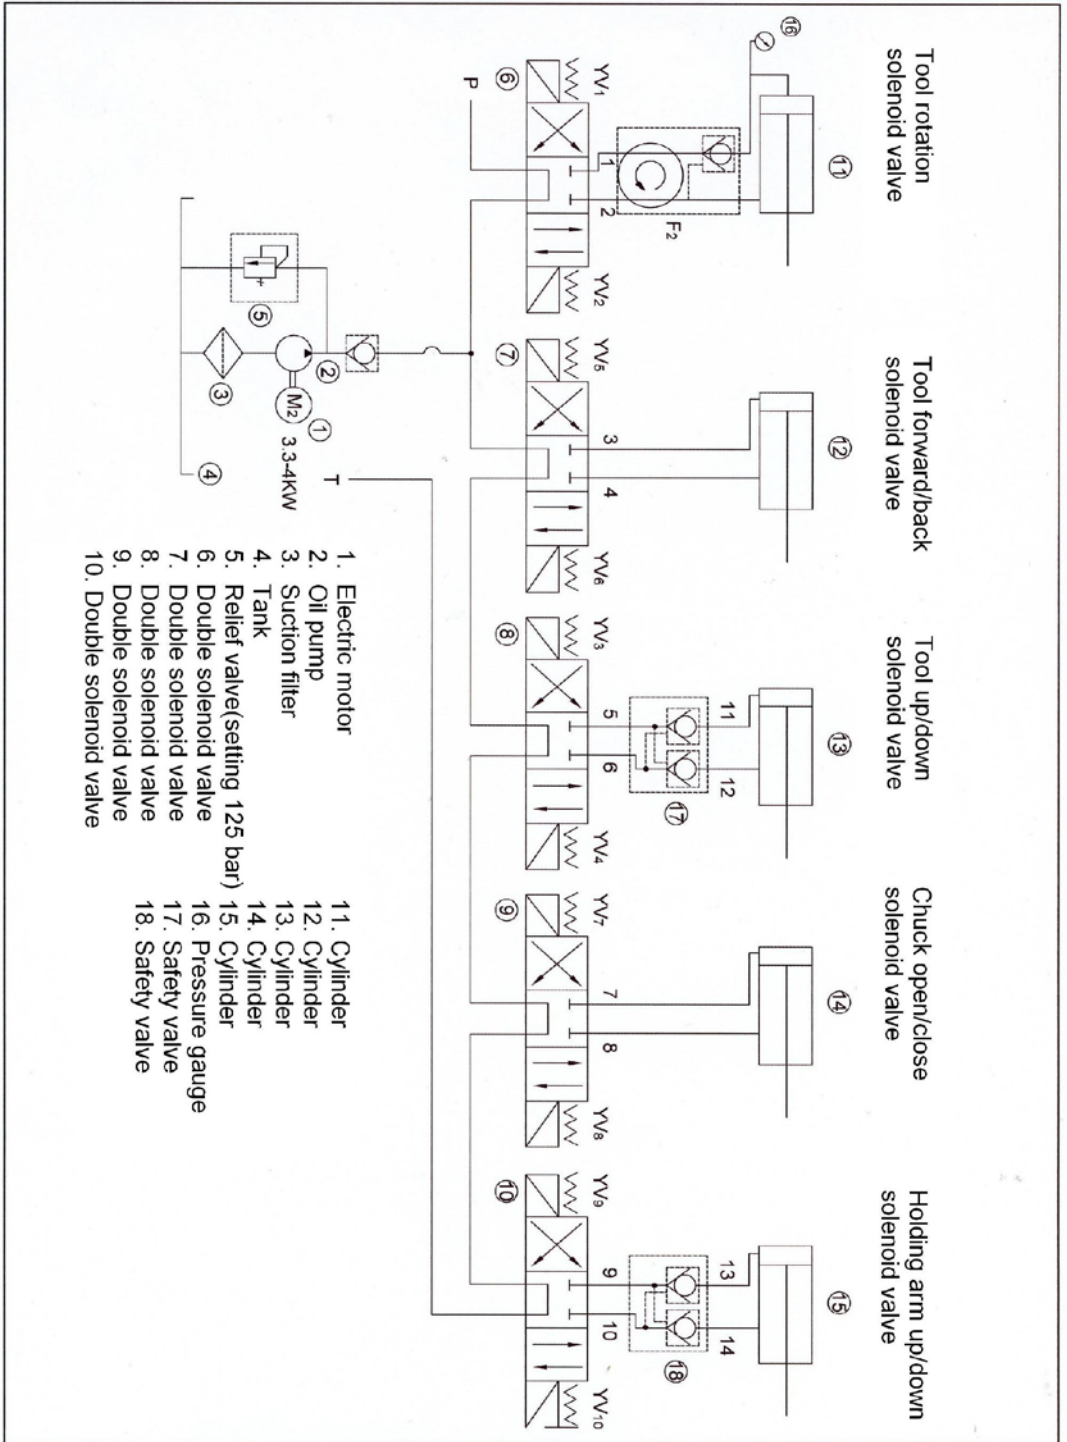 Tool rotation
solenoid valve
Tool forward/back
solenoid valve
Tool up/down
solenoid valve
Chuck open/close
solenoid valve
Holding arm up/down
solenoid valve
16
11
12
13
14
15
F2
11
12
17
13
14
18
1
2
3
4
5
6
7
8
9
10
YV1
YV2
YV5
YV6
YV3
YV4
YV7
YV8
YV9
YV10
6
7
8
9
10
P
T
5
2
3
M2
1
3.3-4KW
4
1. Electric motor
2. Oil pump
3. Suction filter
4. Tank
5. Relief valve(setting 125 bar)
6. Double solenoid valve
7. Double solenoid valve
8. Double solenoid valve
9. Double solenoid valve
10. Double solenoid valve
11. Cylinder
12. Cylinder
13. Cylinder
14. Cylinder
15. Cylinder
16. Pressure gauge
17. Safety valve
18. Safety valve